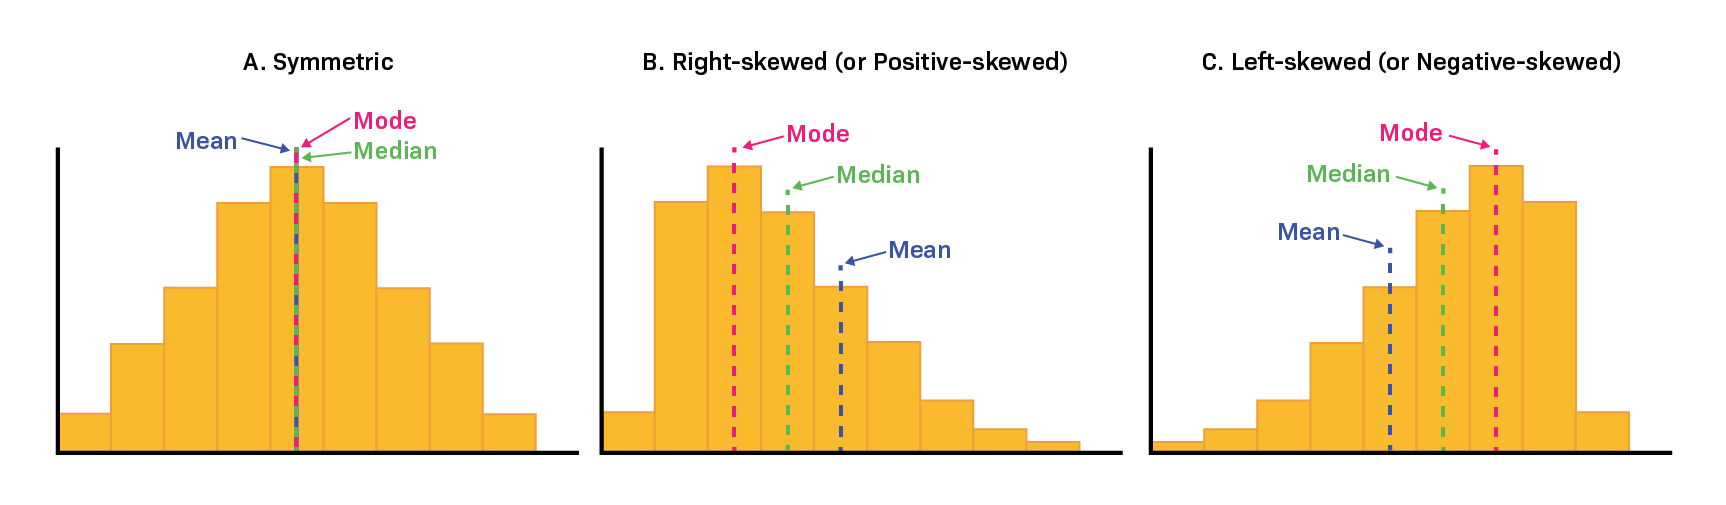 A. Symmetric
Mode
Mean
Median
B. Right-skewed (or Positive-skewed)
Mode
Median
Mean
C. Left-skewed (or Negative-skewed)
Mode
Median
Mean